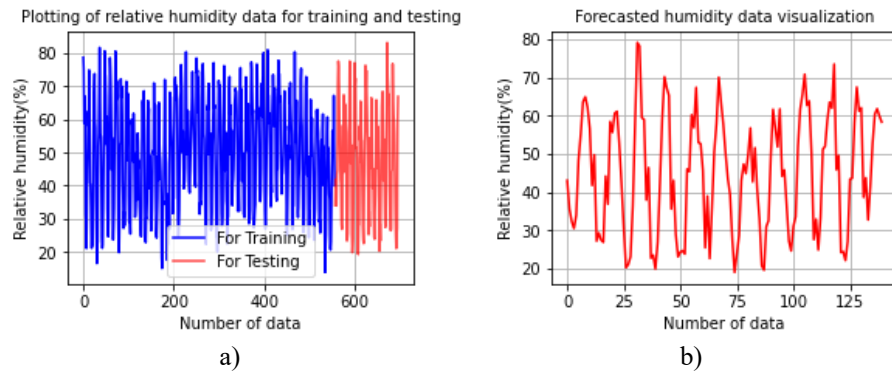 Plotting of relative humidity data for training and testing
Relative humidity(%)
80
70
60
50
40
30
20
For Training
For Testing
0 200 400 600
Number of data
a)
Forecasted humidity data visualization
Relative humidity(%)
80
70
60
50
40
30
20
0 25 50 75 100 125
Number of data
b)